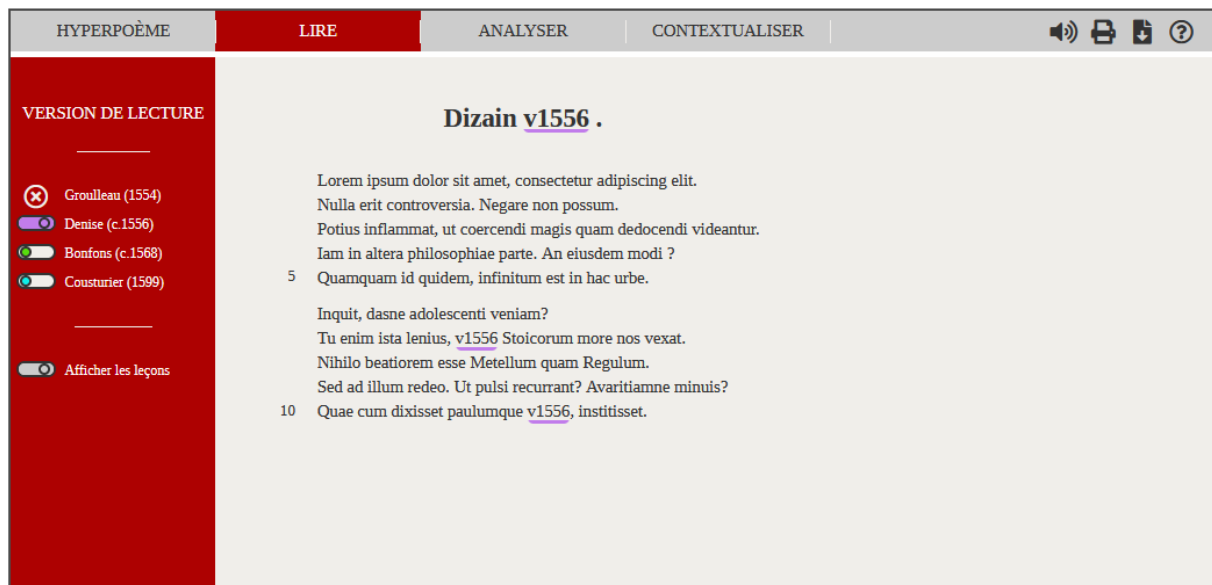 HYPERPOÈME LIRE ANALYSER CONTEXTUALISER
VERSION DE LECTURE
Groulleau (1554)
Denise (c.1556)
Bonfons (c.1568)
Cousturier (1599)
Afficher les leçons
Dizain v1556 .
Lorem ipsum dolor sit amet, consectetur adipiscing elit.
Nulla erit controversia. Negare non possum.
Potius inflammat, ut coercendi magis quam dedocendi videantur.
Iam in altera philosophiae parte. An eiusdem modi ?
5 Quamquam id quidem, infinitum est in hac urbe.
Inquit, dasne adolescenti veniam?
Tu enim ista lenius, v1556 Stoicorum more nos vexat.
Nihilo beatiorem esse Metellum quam Regulum.
Sed ad illum redeo. Ut pulsi recurrant? Avaritiamne minuis?
10 Quae cum dixisset paulumque v1556, institisset.